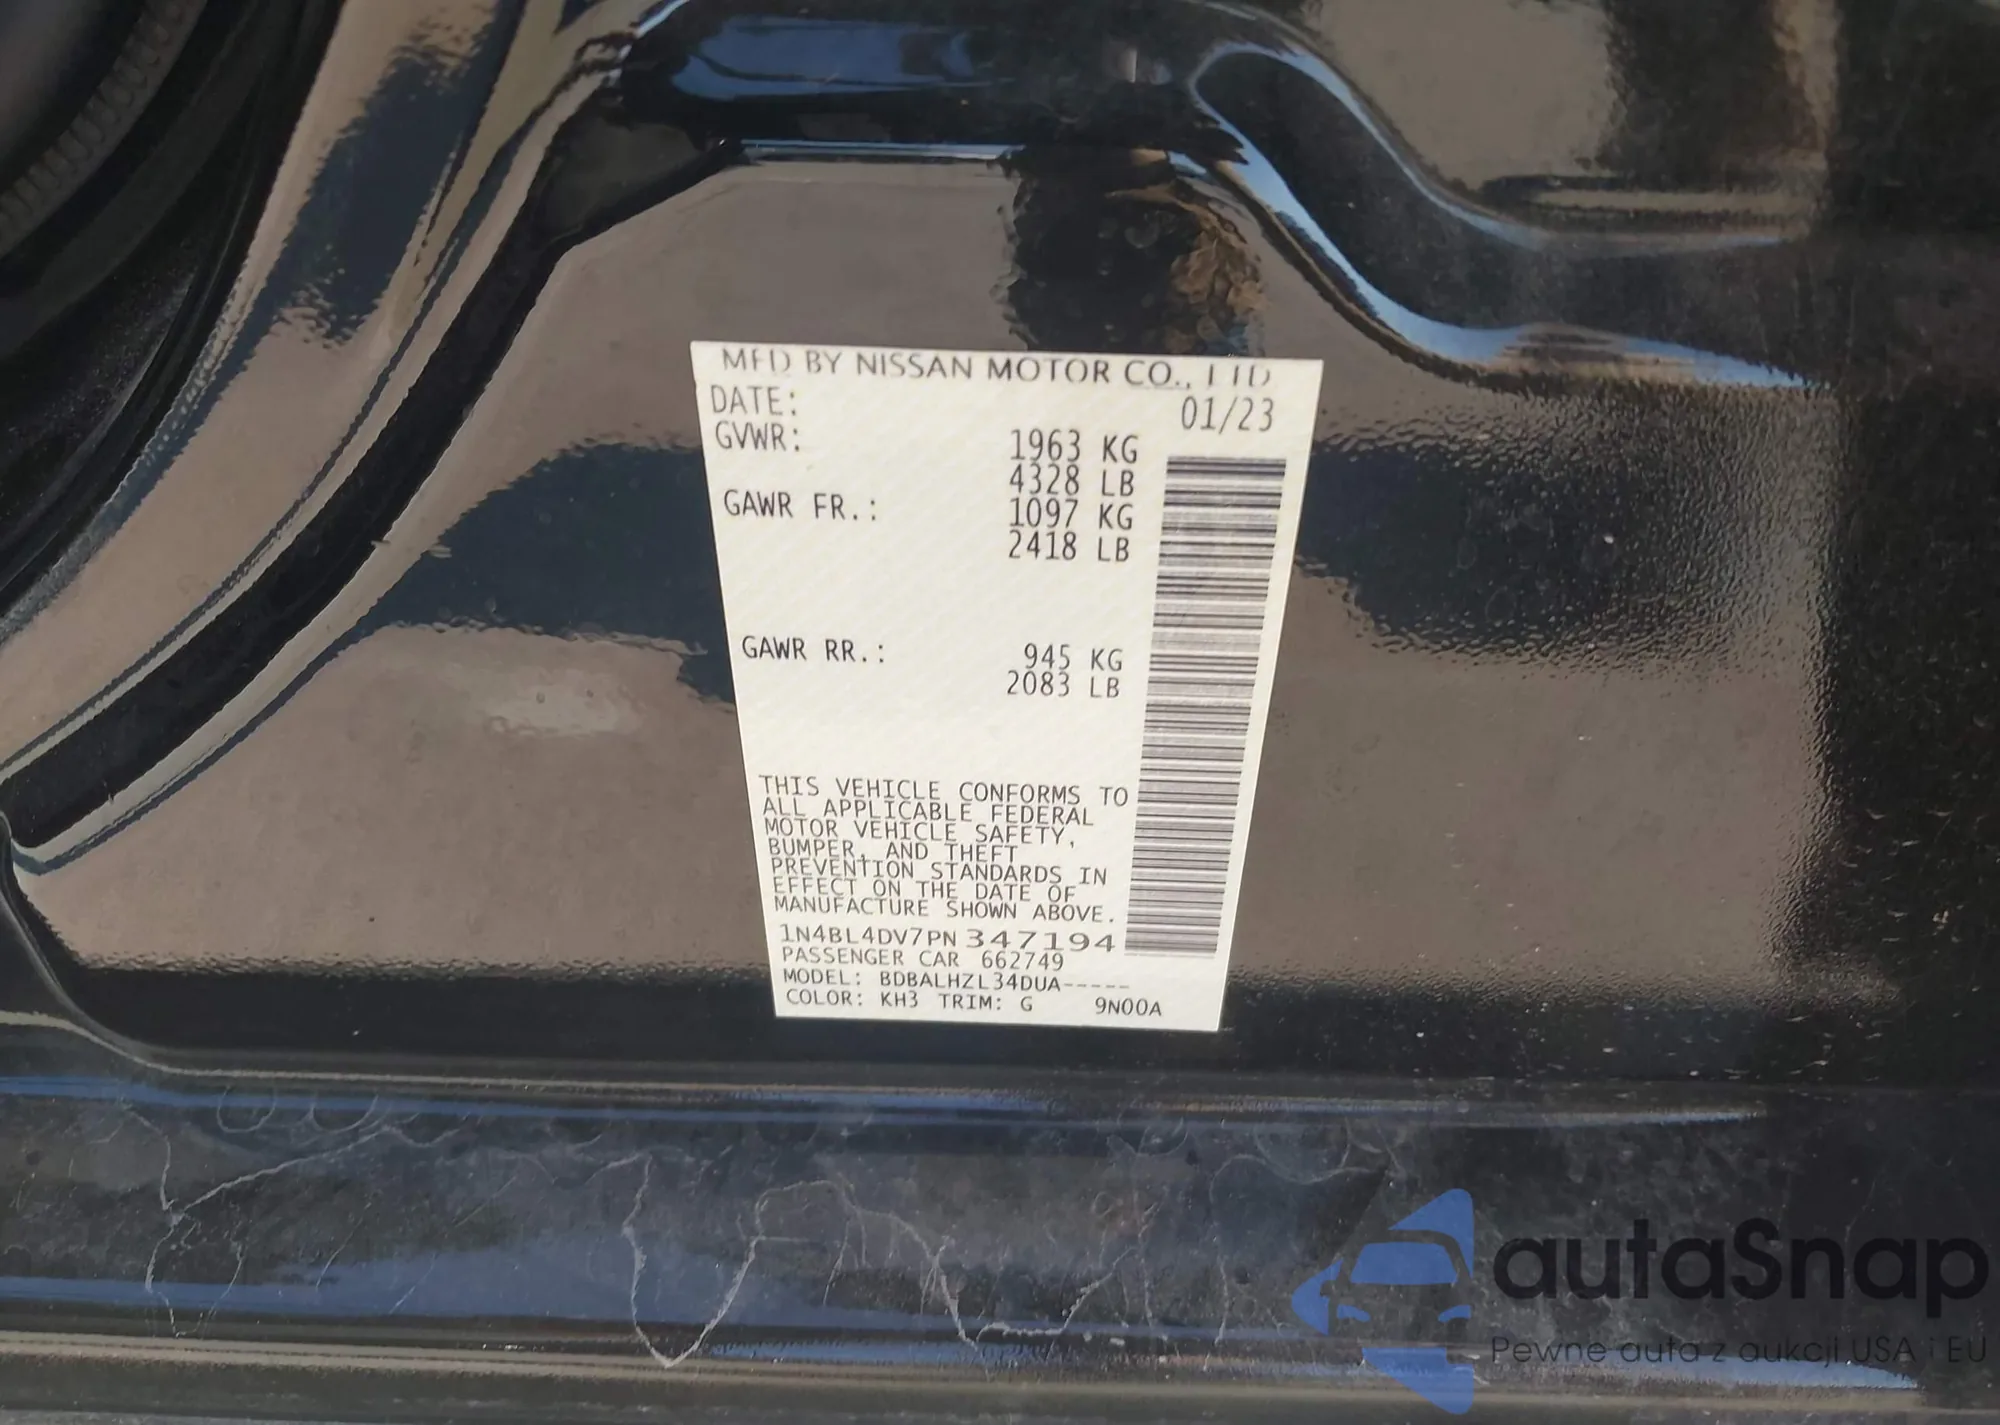 MFD BY NISSAN MOTOR CO., LTD
DATE: 01/23
GVWR: 1963 KG
4328 LB
GAWR FR.: 1097 KG
2418 LB
GAWR RR.: 945 KG
2083 LB
THIS VEHICLE CONFORMS TO
ALL APPLICABLE FEDERAL
MOTOR VEHICLE SAFETY,
BUMPER, AND THEFT
PREVENTION STANDARDS IN
EFFECT ON THE DATE OF
MANUFACTURE SHOWN ABOVE.
1N4BL4DV7PN347194
PASSENGER CAR 662749
MODEL: BDBALHZL34DUA-----
COLOR: KH3 TRIM: G 9N00A
autaSnap
Pewne auta z aukcji USA i EU